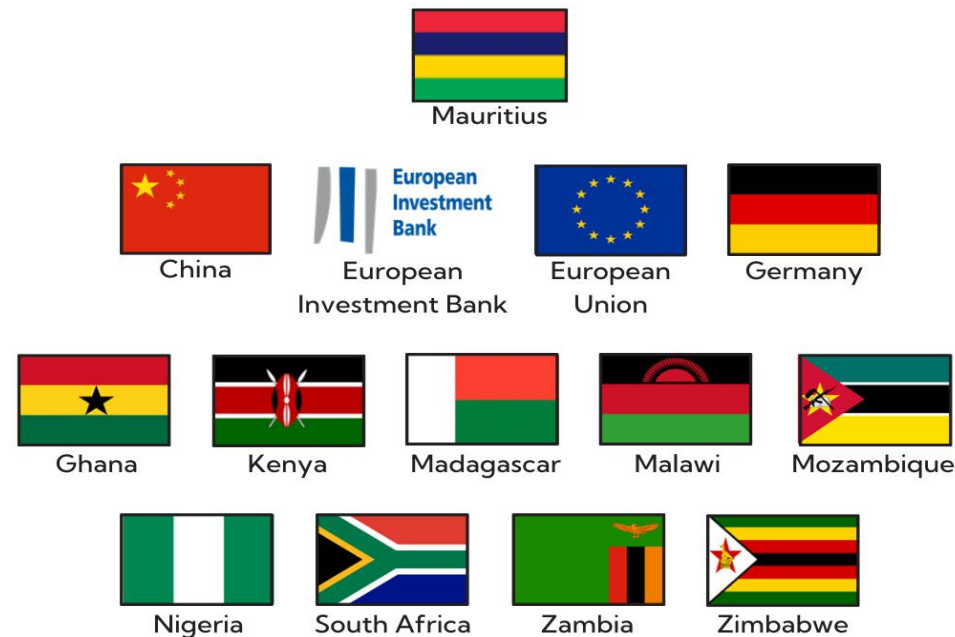 Mauritius
European
Investment
Bank
China
European
Investment Bank
European
Union
Germany
Ghana
Kenya
Madagascar
Malawi
Mozambique
Nigeria
South Africa
Zambia
Zimbabwe